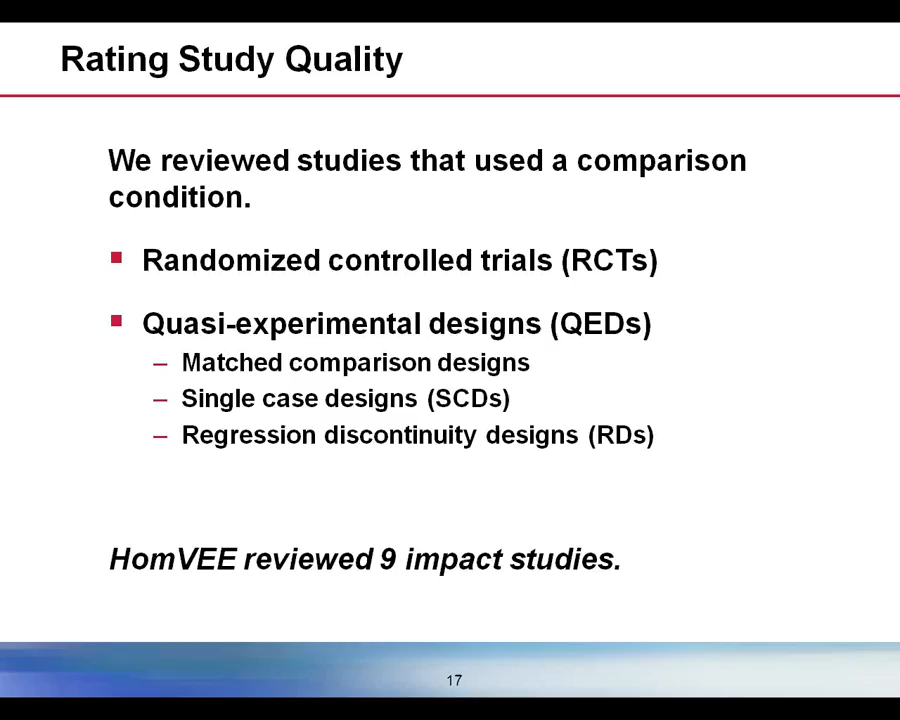 Rating Study Quality
We reviewed studies that used a comparison
condition.
Randomized controlled trials (RCTs)
Quasi-experimental designs (QEDs)
– Matched comparison designs
– Single case designs (SCDs)
– Regression discontinuity designs (RDs)
HomVEE reviewed 9 impact studies.
17